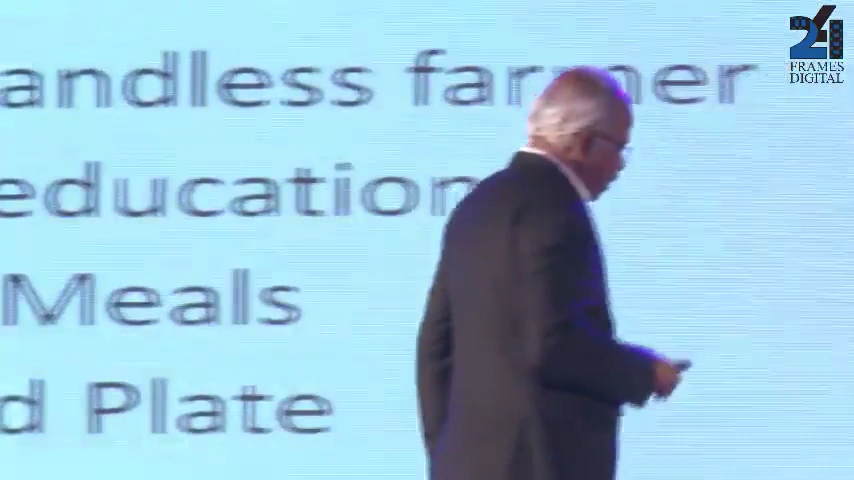 24
FRAMES
DIGITAL
andless farmer
education
Meals
d Plate